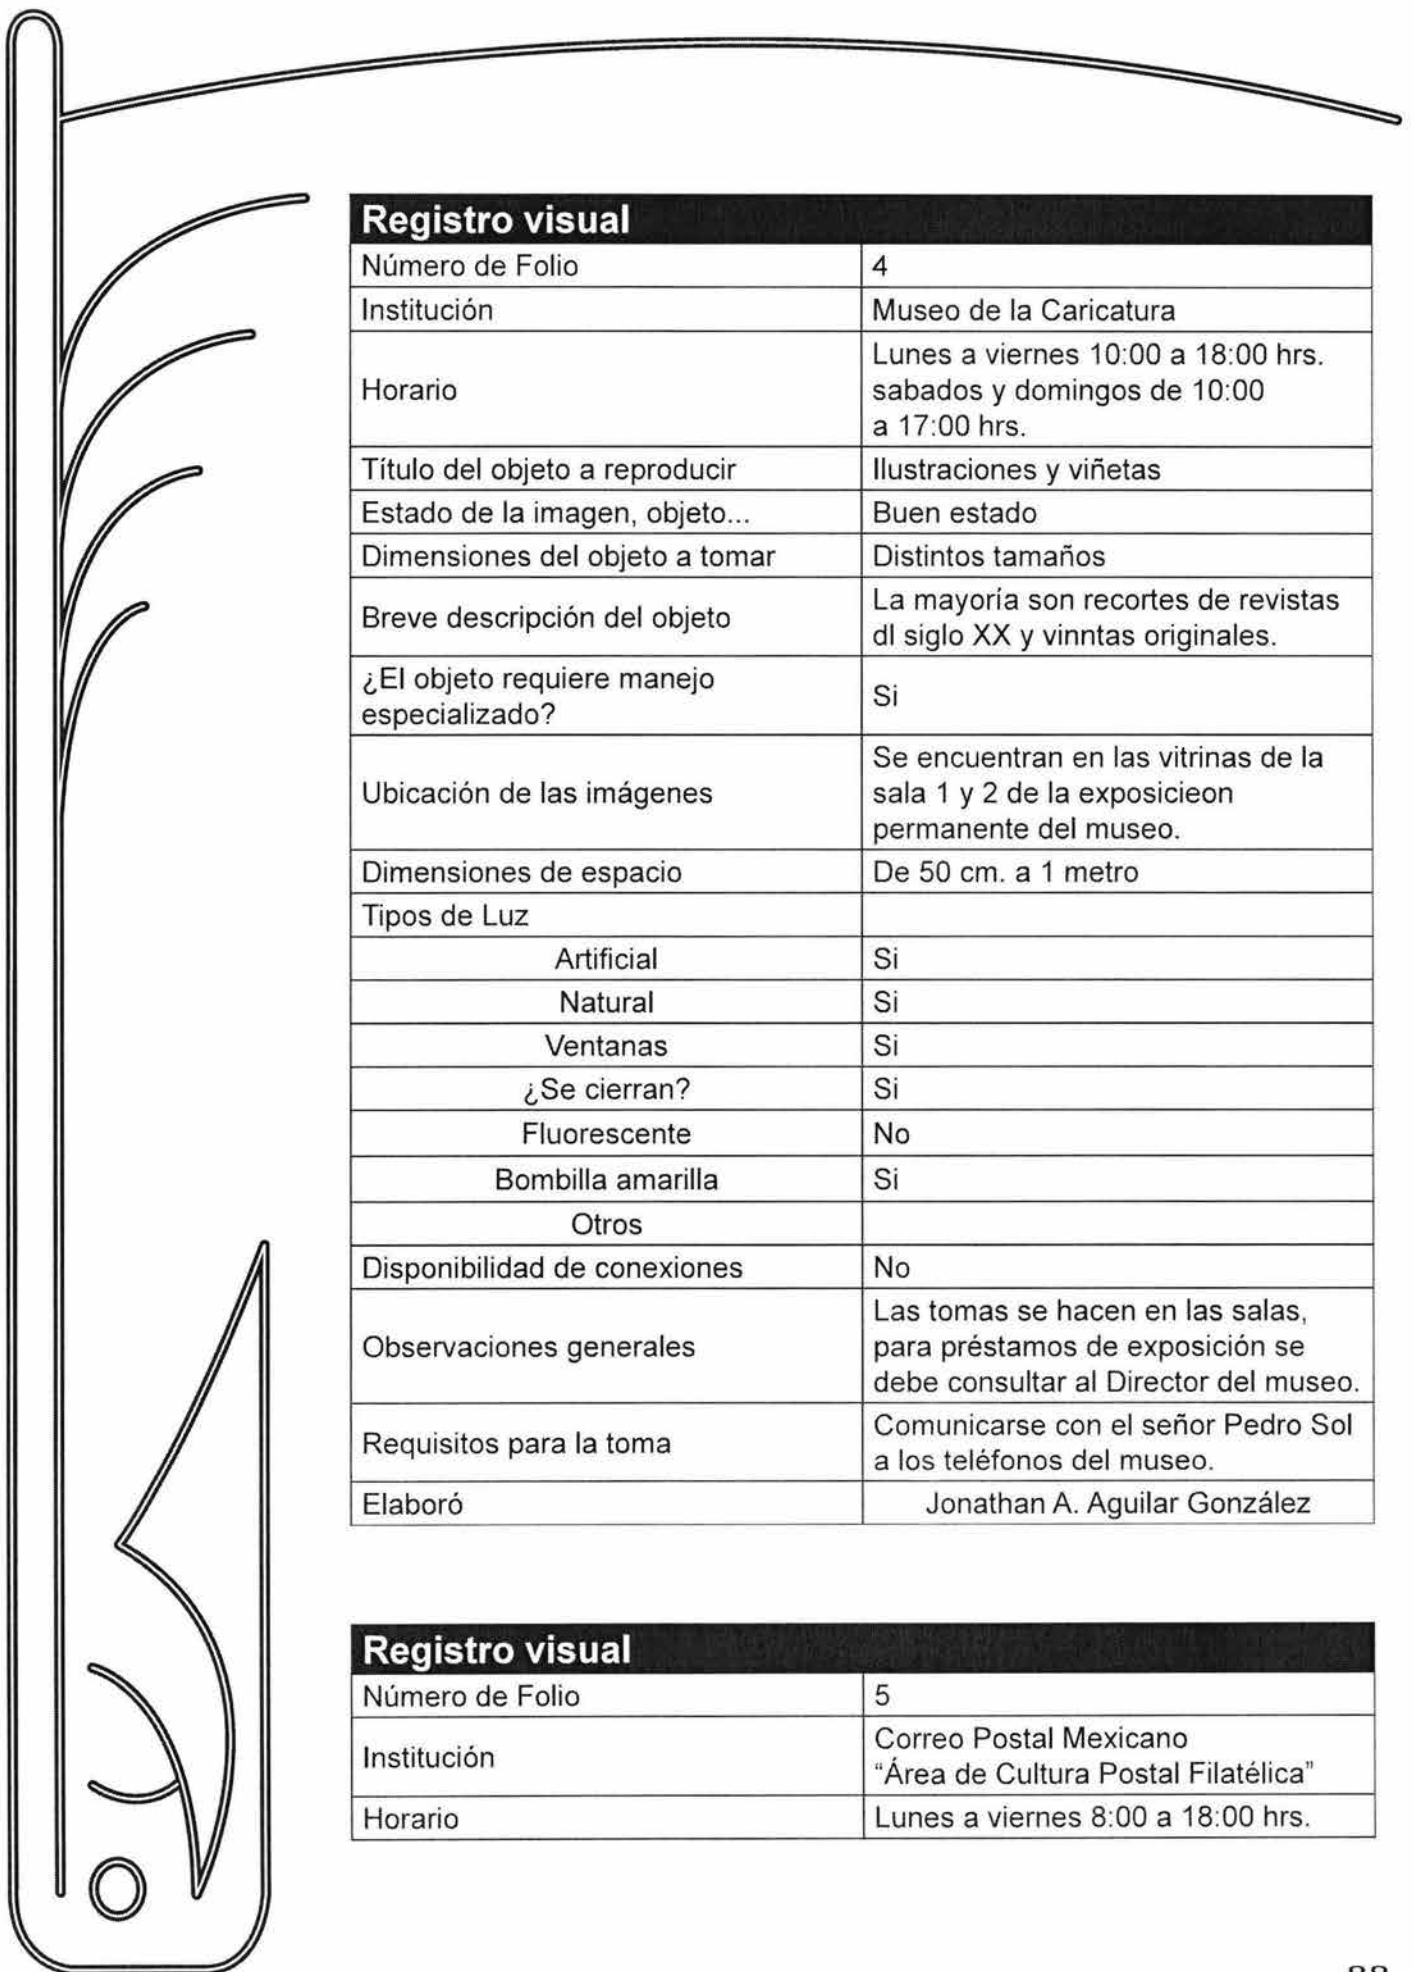 Registro visual
Número de Folio 4
Institución Museo de la Caricatura
Horario Lunes a viernes 10:00 a 18:00 hrs.
sabados y domingos de 10:00
a 17:00 hrs.
Título del objeto a reproducir Ilustraciones y viñetas
Estado de la imagen, objeto... Buen estado
Dimensiones del objeto a tomar Distintos tamaños
Breve descripción del objeto La mayoría son recortes de revistas
dl siglo XX y vinntas originales.
¿El objeto requiere manejo
especializado? Si
Ubicación de las imágenes Se encuentran en las vitrinas de la
sala 1 y 2 de la exposicieon
permanente del museo.
Dimensiones de espacio De 50 cm. a 1 metro
Tipos de Luz
Artificial Si
Natural Si
Ventanas Si
¿Se cierran? Si
Fluorescente No
Bombilla amarilla Si
Otros
Disponibilidad de conexiones No
Observaciones generales Las tomas se hacen en las salas,
para préstamos de exposición se
debe consultar al Director del museo.
Requisitos para la toma Comunicarse con el señor Pedro Sol
a los teléfonos del museo.
Elaboró Jonathan A. Aguilar González
Registro visual
Número de Folio 5
Institución Correo Postal Mexicano
“Área de Cultura Postal Filatélica”
Horario Lunes a viernes 8:00 a 18:00 hrs.